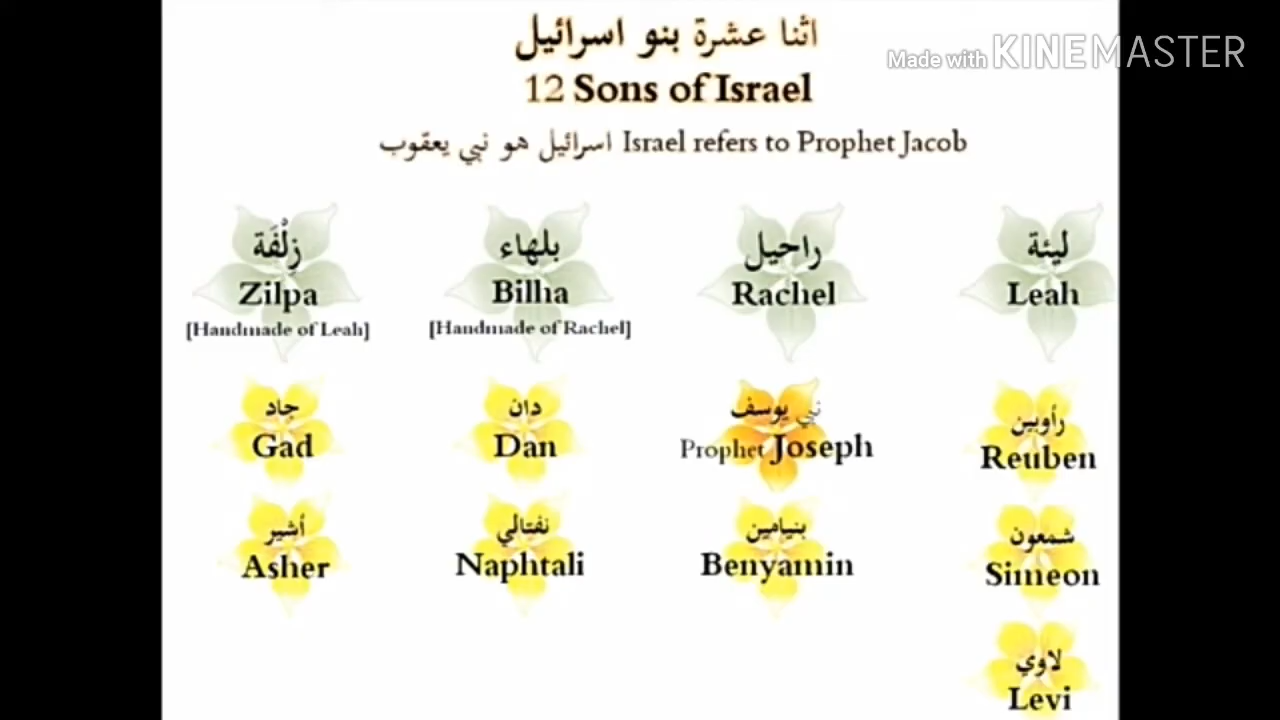 اثنا عشرة بنو اسرائيل
Made with KINEMASTER
12 Sons of Israel
اسرائيل هو نبي يعقوب Israel refers to Prophet Jacob
زِلْفَة
بلهاء
راحيل
ليئة
Zilpa
Bilha
Rachel
Leah
[Handmade of Leah]
[Handmade of Rachel]
جاد
دان
نبي يوسف
رأوبين
Gad
Dan
Prophet Joseph
Reuben
أشير
نفتالي
بنيامين
شمعون
Asher
Naphtali
Benyamin
Simeon
لاوي
Levi